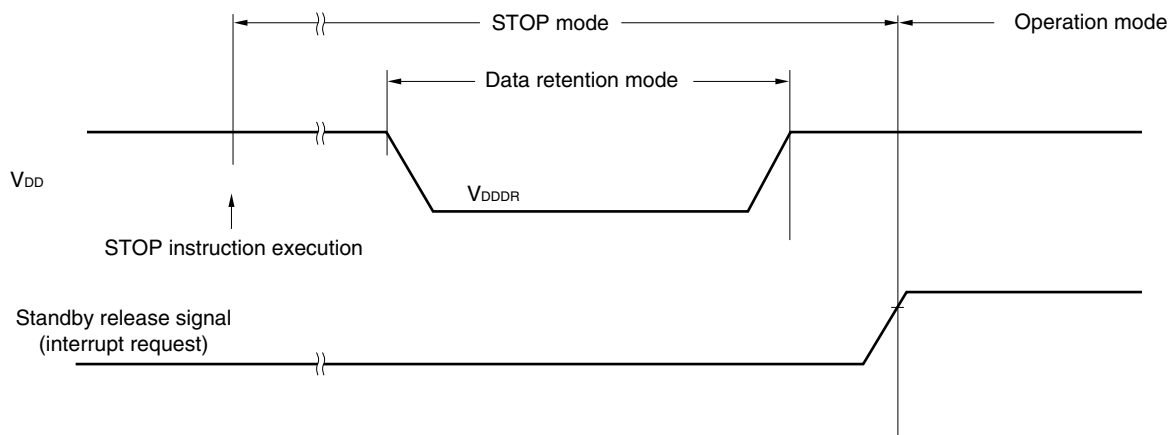 STOP mode
Operation mode
Data retention mode
VDD
VDDDR
STOP instruction execution
Standby release signal
(interrupt request)